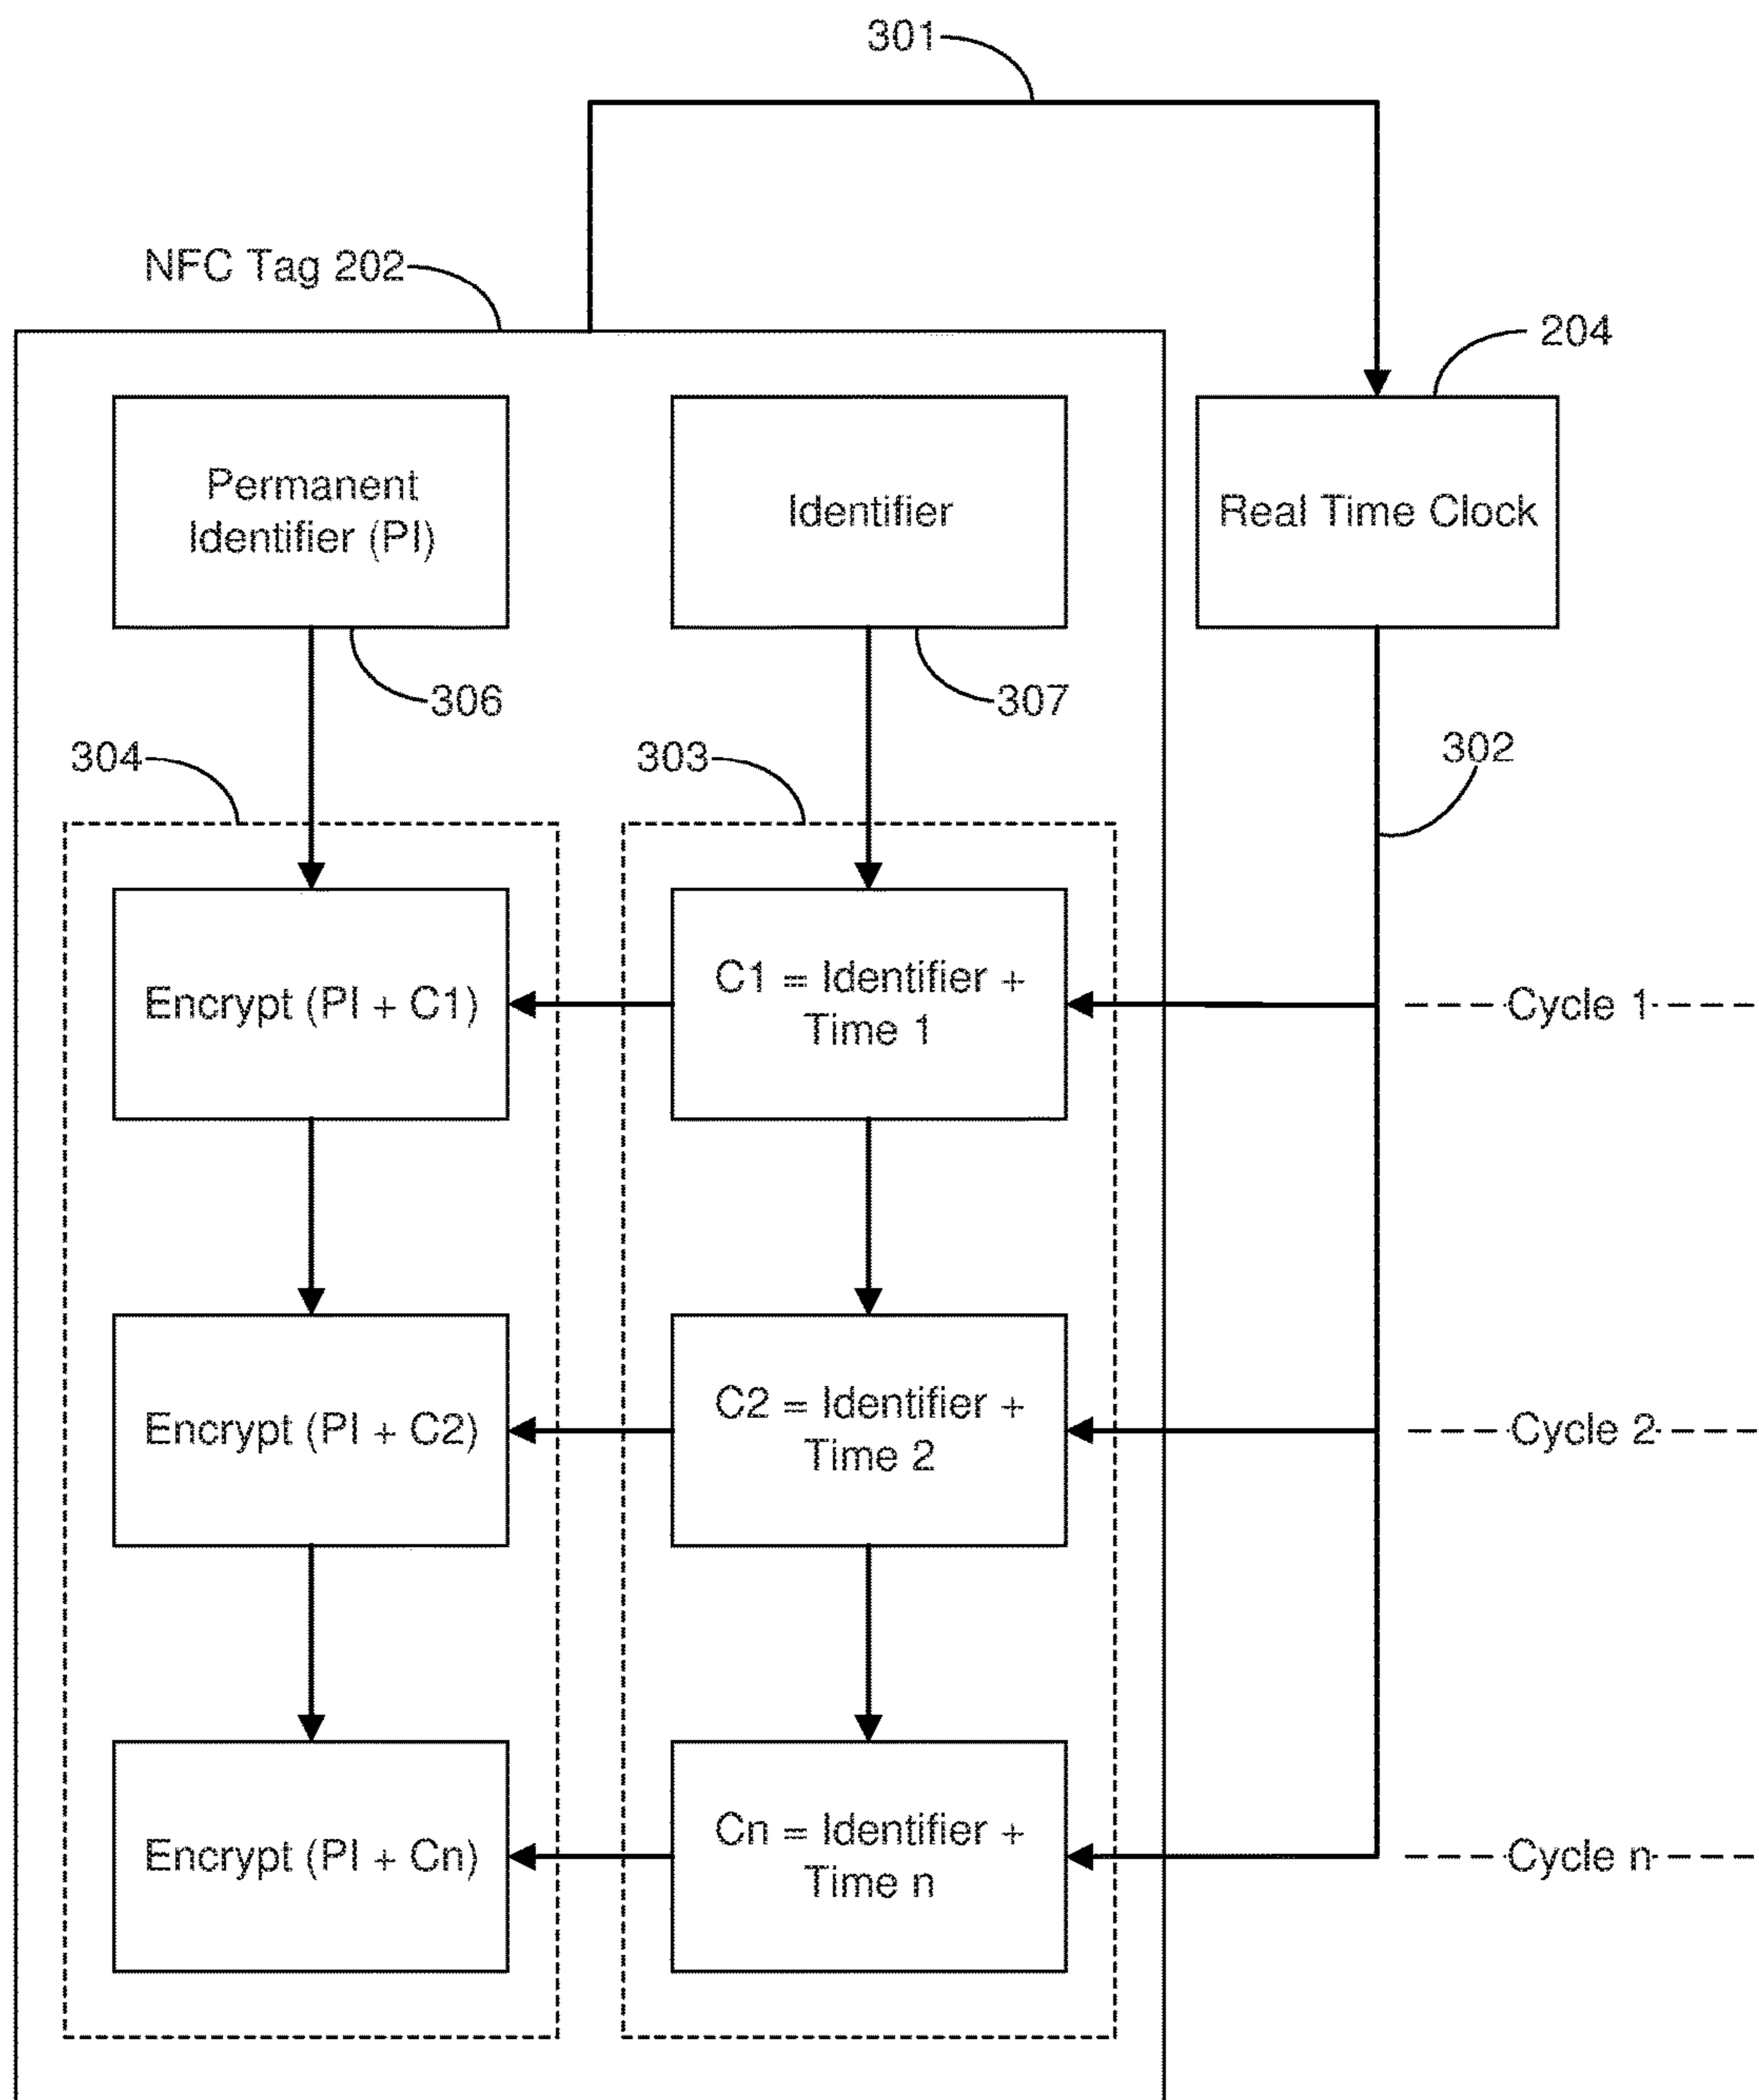 301
NFC Tag 202
204
Permanent
Identifier (PI)
Identifier
Real Time Clock
306
307
304
303
302
Encrypt (PI + C1)
C1 = Identifier +
Time 1
Cycle 1
Encrypt (PI + C2)
C2 = Identifier +
Time 2
Cycle 2
Encrypt (PI + Cn)
Cn = Identifier +
Time n
Cycle n